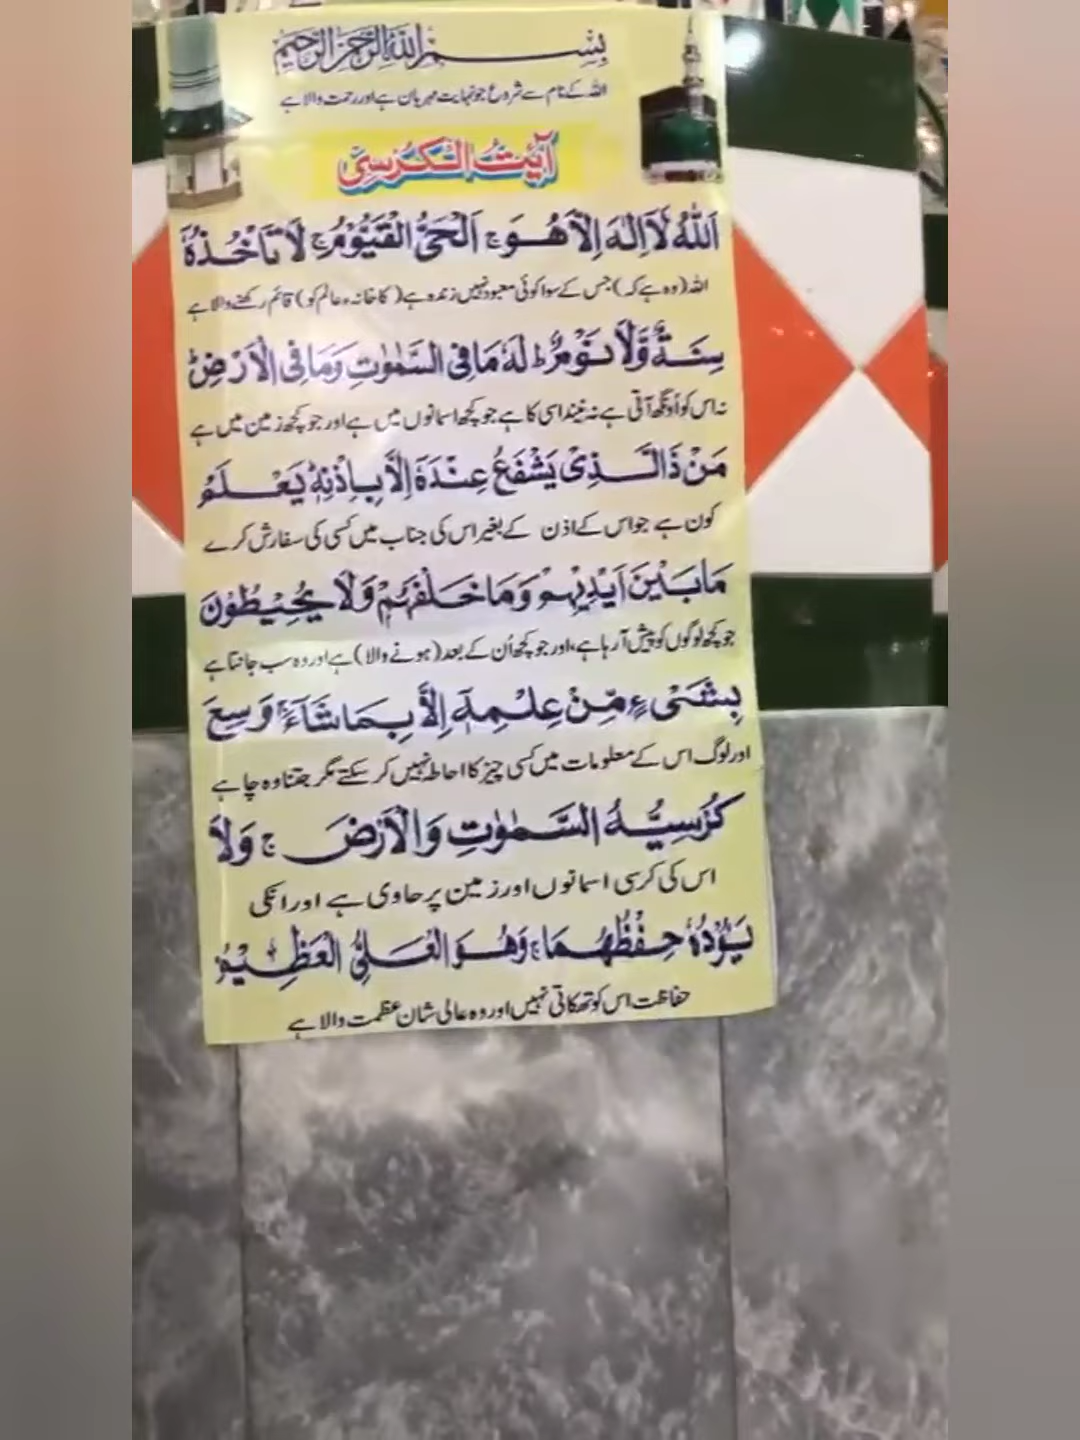 بِسْمِ اللهِ الرَّحْمٰنِ الرَّحِيْمِ
اللہ کے نام سے شروع جو نہایت مہربان ہے اور رحمت والا ہے
آیت الکرسی
اَللّٰهُ لَآ اِلٰهَ اِلَّا هُوَ ۚ اَلْحَیُّ الْقَیُّوْمُ ۚ لَا تَاْخُذُهٗ
اللہ (وہ ہے کہ) جس کے سوا کوئی معبود نہیں زندہ ہے (کارخانہ عالم کو) قائم رکھنے والا ہے
سِنَةٌ وَّلَا نَوْمٌ ؕ لَهٗ مَا فِی السَّمٰوٰتِ وَمَا فِی الْاَرْضِ ؕ
نہ اس کو اُونگھ آتی ہے نہ نیند اسی کا ہے جو کچھ اسمانوں میں ہے اور جو کچھ زمین میں ہے
مَنْ ذَا الَّذِیْ یَشْفَعُ عِنْدَهٗ اِلَّا بِاِذْنِهٖ یَعْلَمُ
کون ہے جو اس کے اذن کے بغیر اس کی جناب میں کسی کی سفارش کرے
مَا بَیْنَ اَیْدِیْهِمْ وَمَا خَلْفَهُمْ وَلَا یُحِیْطُوْنَ
جو کچھ لوگوں کو پیش آ رہا ہے، اور جو کچھ اُن کے بعد (ہونے والا) ہے اور وہ سب جانتا ہے
بِشَیْءٍ مِّنْ عِلْمِهٖٓ اِلَّا بِمَا شَآءَ ۚ وَسِعَ
اور لوگ اس کے معلومات میں کسی چیز کا احاطہ نہیں کر سکتے مگر جتنا وہ چاہے
کُرْسِیُّهُ السَّمٰوٰتِ وَالْاَرْضَ ۚ وَلَا
اس کی کرسی اسمانوں اور زمین پر حاوی ہے اور انکی
یَـُٔوْدُهٗ حِفْظُهُمَا ۚ وَهُوَ الْعَلِیُّ الْعَظِیْمُ
حفاظت اس کو تھکاتی نہیں اور وہ عالی شان عظمت والا ہے